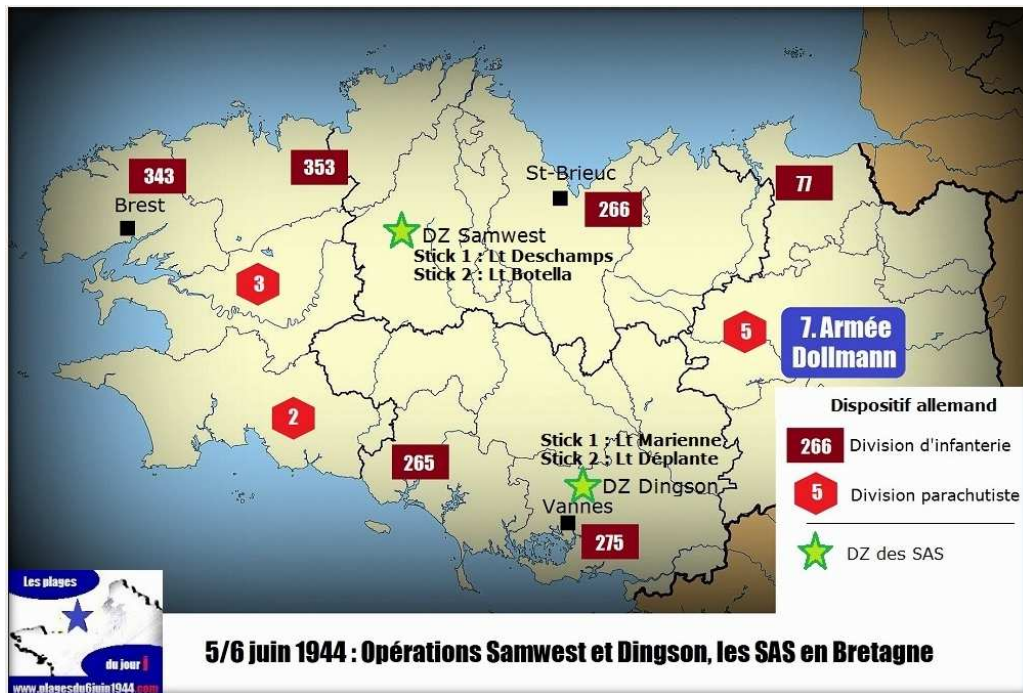 343
353
Brest
St-Brieuc
266
77
DZ Samwest
Stick 1 : Lt Deschamps
Stick 2 : Lt Botella
3
5
7. Armée
Dollmann
2
265
Stick 1 : Lt Marienne
Stick 2 : Lt Déplante
DZ Dingson
Vannes
275
Dispositif allemand
266 Division d'infanterie
5 Division parachutiste
DZ des SAS
Les plages
du jour j
www.plagesdu6juin1944.com
5/6 juin 1944 : Opérations Samwest et Dingson, les SAS en Bretagne